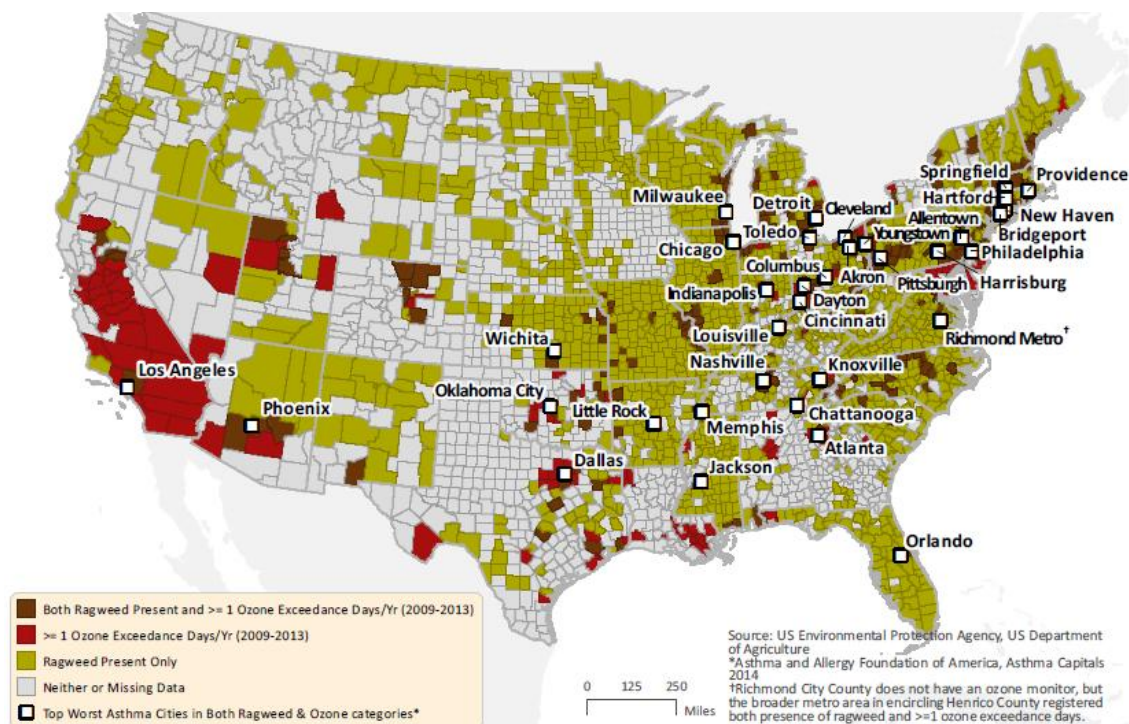 Springfield
Providence
Milwaukee
Detroit
Hartford
Cleveland
Allentown
New Haven
Toledo
Youngstown
Bridgeport
Chicago
Philadelphia
Columbus
Akron
Pittsburgh
Harrisburg
Indianapolis
Dayton
Cincinnati
Louisville
Richmond Metro†
Wichita
Nashville
Knoxville
Los Angeles
Oklahoma City
Phoenix
Little Rock
Chattanooga
Memphis
Atlanta
Dallas
Jackson
Orlando
Both Ragweed Present and >= 1 Ozone Exceedance Days/Yr (2009-2013)
>= 1 Ozone Exceedance Days/Yr (2009-2013)
Ragweed Present Only
Neither or Missing Data
Top Worst Asthma Cities in Both Ragweed & Ozone categories*
0 125 250
Miles
Source: US Environmental Protection Agency, US Department
of Agriculture
*Asthma and Allergy Foundation of America, Asthma Capitals
2014
†Richmond City County does not have an ozone monitor, but
the broader metro area in encircling Henrico County registered
both presence of ragweed and >=1 ozone exceedance days.